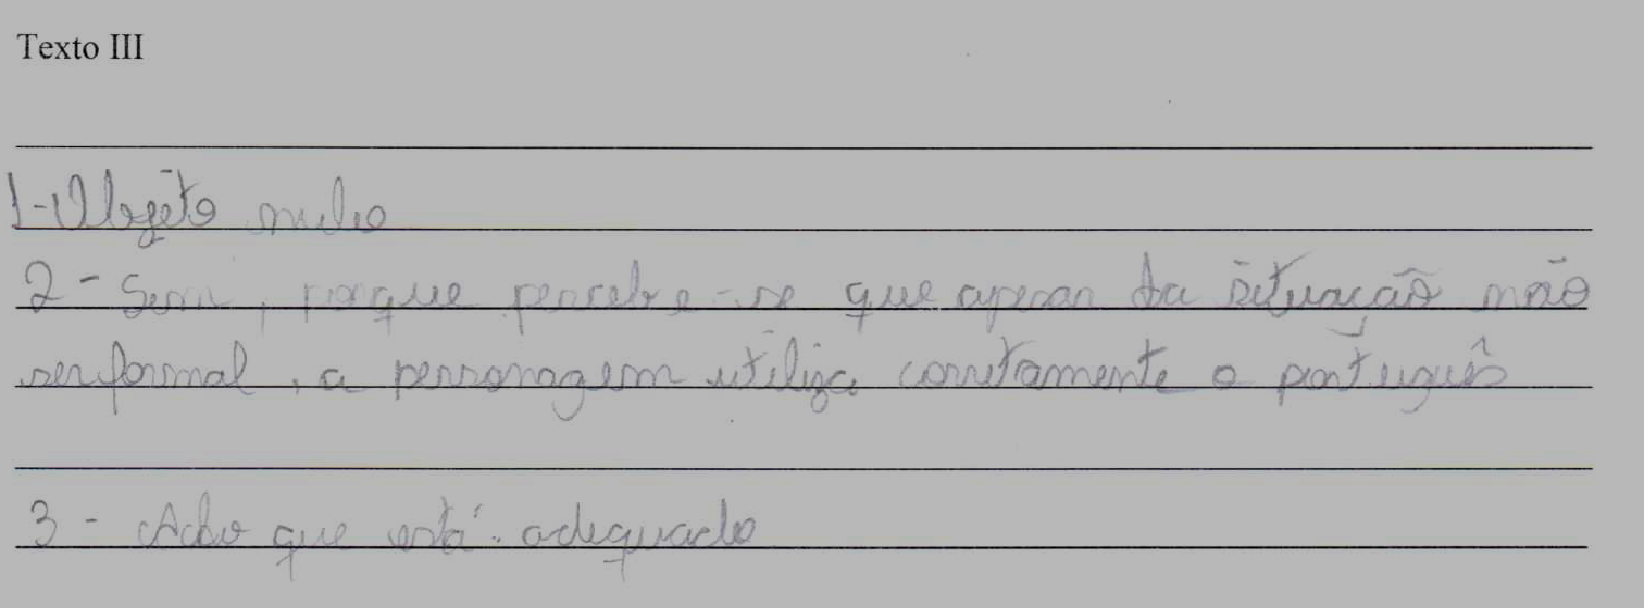 Texto III
1- Objeto nulo
2 - Sim, porque percebe-se que apesar da situação não
ser formal, a personagem utiliza corretamente o português
3 - Acho que está adequado